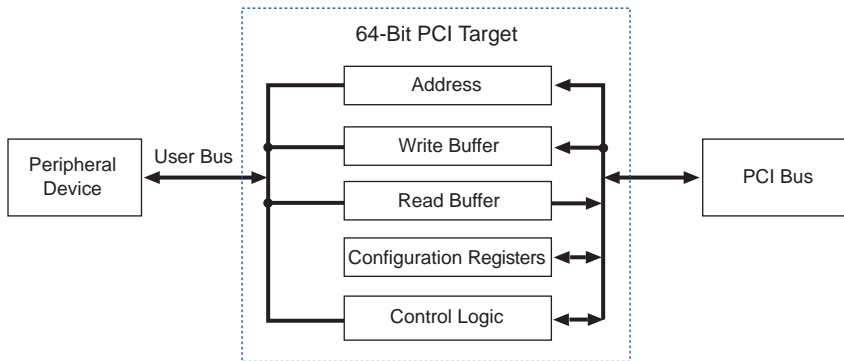 64-Bit PCI Target
Address
Write Buffer
User Bus
Peripheral
Device
PCI Bus
Read Buffer
Configuration Registers
Control Logic